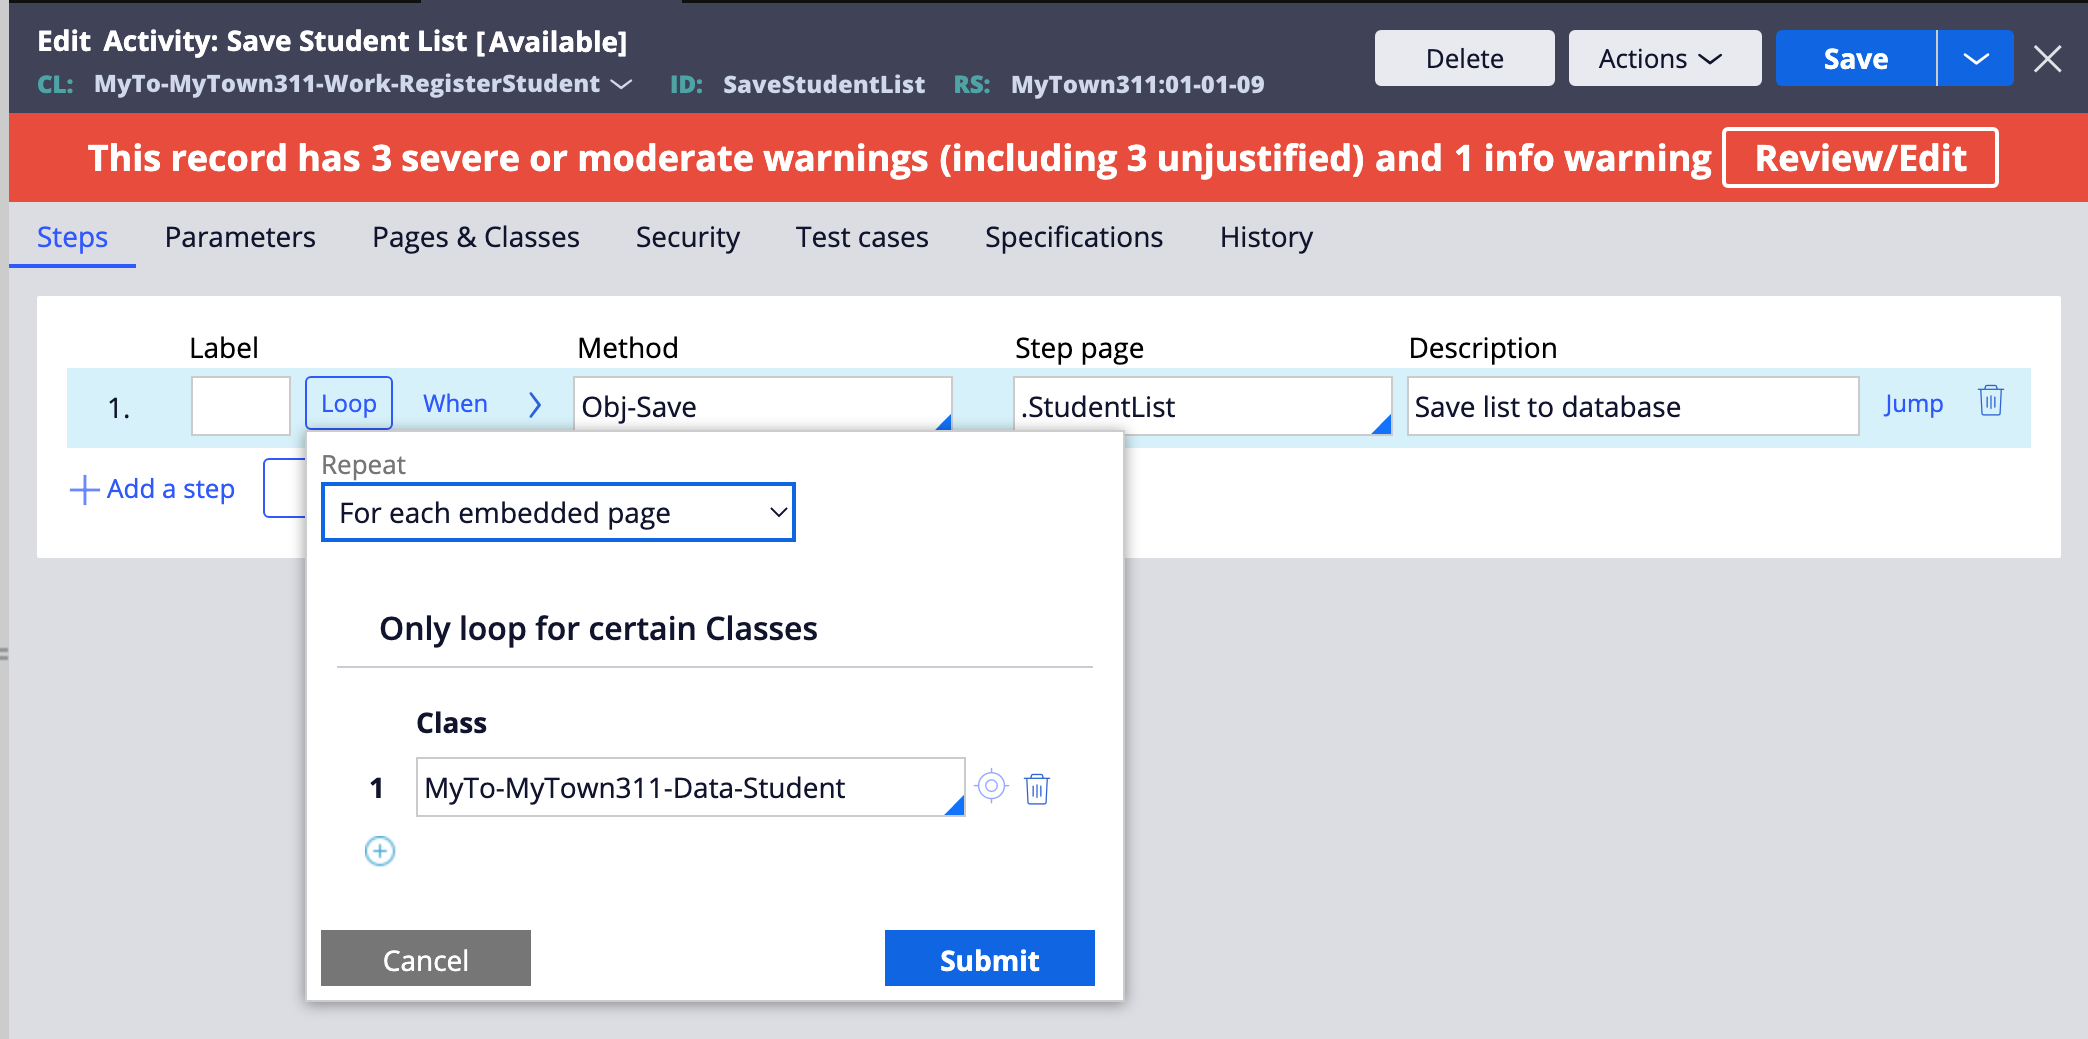 Edit Activity: Save Student List [Available]
CL: MyTo-MyTown311-Work-RegisterStudent ID: SaveStudentList RS: MyTown311:01-01-09
Delete Actions Save
This record has 3 severe or moderate warnings (including 3 unjustified) and 1 info warning Review/Edit
Steps Parameters Pages & Classes Security Test cases Specifications History
Label Method Step page Description
1. Loop When Obj-Save .StudentList Save list to database Jump
Add a step
Repeat
For each embedded page
Only loop for certain Classes
Class
1 MyTo-MyTown311-Data-Student
Cancel Submit